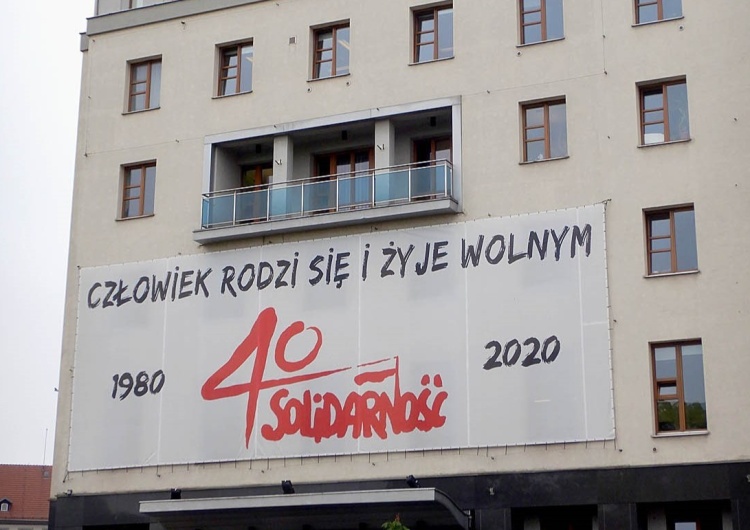 CZŁOWIEK RODZI SIĘ I ŻYJE WOLNYM
1980
40
SOLiDARNOŚĆ
2020